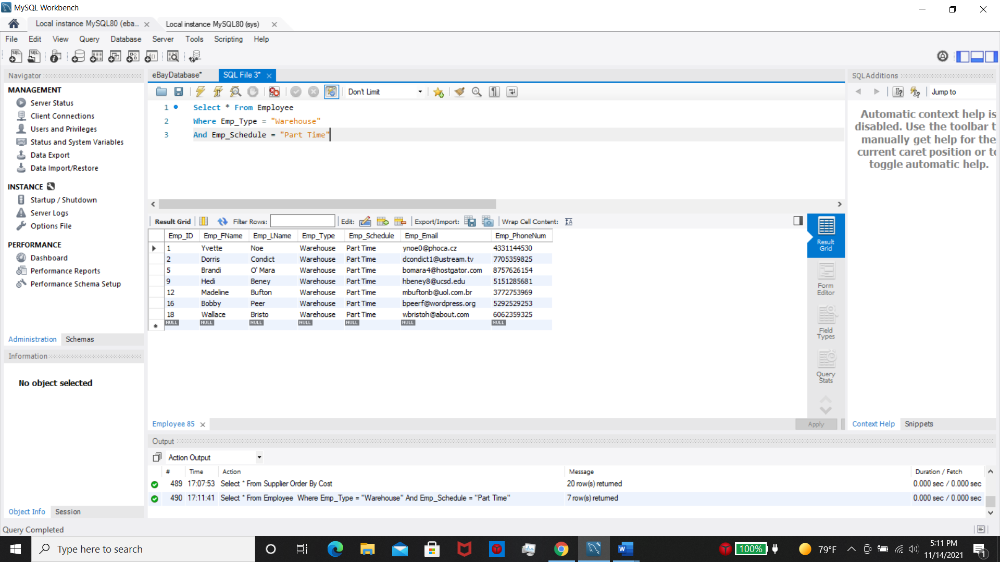 MySQL Workbench
Local instance MySQL80 (eba... Local instance MySQL80 (sys)
File Edit View Query Database Server Tools Scripting Help
Navigator
MANAGEMENT
Server Status
Client Connections
Users and Privileges
Status and System Variables
Data Export
Data Import/Restore
INSTANCE
Startup / Shutdown
Server Logs
Options File
PERFORMANCE
Dashboard
Performance Reports
Performance Schema Setup
Administration Schemas
Information
No object selected
Object Info Session
Query Completed
eBayDatabase* SQL File 3*
Don't Limit
1 Select * From Employee
2 Where Emp_Type = "Warehouse"
3 And Emp_Schedule = "Part Time"
Result Grid Filter Rows: Edit: Export/Import: Wrap Cell Content:
Emp_ID Emp_FName Emp_LName Emp_Type Emp_Schedule Emp_Email Emp_PhoneNum
1 Yvette Noe Warehouse Part Time ynoe0@phoca.cz 4331144530
2 Dorris Condict Warehouse Part Time dcondict1@ustream.tv 7705359825
5 Brandi O'Mara Warehouse Part Time bomara4@hostgator.com 8757626154
9 Hedi Beney Warehouse Part Time hbeney8@ucsd.edu 5151285681
12 Madeline Bufton Warehouse Part Time mbuftonb@uol.com.br 3772753969
16 Bobby Peer Warehouse Part Time bpeerf@wordpress.org 5292529253
18 Wallace Bristo Warehouse Part Time wbristoh@about.com 6062359325
NULL NULL NULL NULL NULL NULL NULL
Result
Grid
Form
Editor
Field
Types
Query
Stats
Employee 85
Apply
SQLAdditions
Jump to
Automatic context help is
disabled. Use the toolbar t
manually get help for the
current caret position or to
toggle automatic help.
Context Help Snippets
Output
Action Output
# Time Action Message Duration / Fetch
489 17:07:53 Select * From Supplier Order By Cost 20 row(s) returned 0.000 sec / 0.000 sec
490 17:11:41 Select * From Employee Where Emp_Type = "Warehouse" And Emp_Schedule = "Part Time" 7 row(s) returned 0.000 sec / 0.000 sec
Type here to search
100%
79°F
5:11 PM
11/14/2021
1